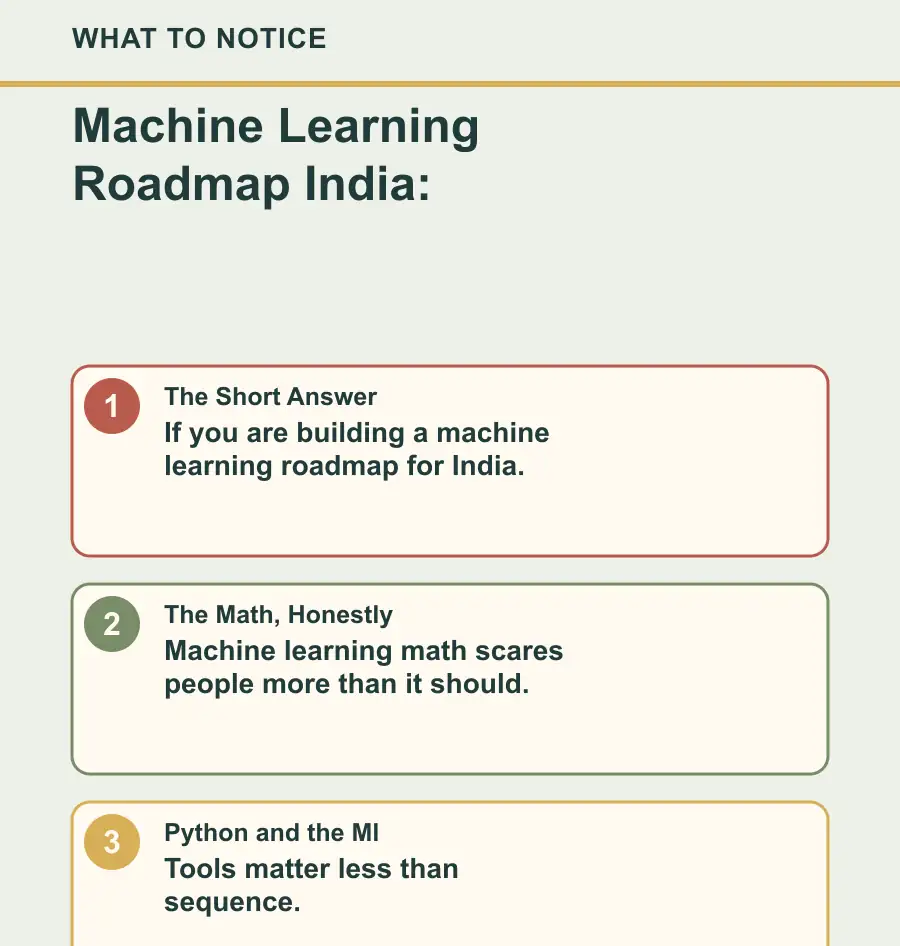 WHAT TO NOTICE
Machine Learning
Roadmap India:
1
The Short Answer
If you are building a machine
learning roadmap for India.
2
The Math, Honestly
Machine learning math scares
people more than it should.
3
Python and the Ml
Tools matter less than
sequence.